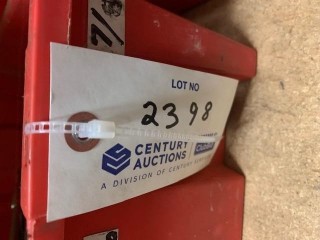 LOT NO
2398
CENTURY
AUCTIONS
A DIVISION OF CENTURY